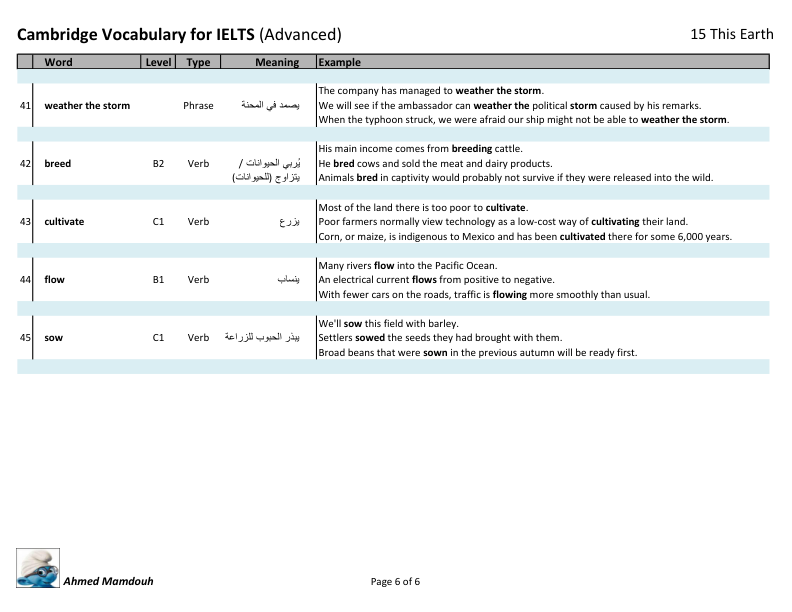 Cambridge Vocabulary for IELTS (Advanced) 15 This Earth
Word Level Type Meaning Example
41 weather the storm Phrase يصمد في المحنة
The company has managed to weather the storm.
We will see if the ambassador can weather the political storm caused by his remarks.
When the typhoon struck, we were afraid our ship might not be able to weather the storm.
42 breed B2 Verb يُربي الحيوانات /
يتزاوج (للحيوانات)
His main income comes from breeding cattle.
He bred cows and sold the meat and dairy products.
Animals bred in captivity would probably not survive if they were released into the wild.
43 cultivate C1 Verb يزرع
Most of the land there is too poor to cultivate.
Poor farmers normally view technology as a low-cost way of cultivating their land.
Corn, or maize, is indigenous to Mexico and has been cultivated there for some 6,000 years.
44 flow B1 Verb ينساب
Many rivers flow into the Pacific Ocean.
An electrical current flows from positive to negative.
With fewer cars on the roads, traffic is flowing more smoothly than usual.
45 sow C1 Verb يبذر الحبوب للزراعة
We'll sow this field with barley.
Settlers sowed the seeds they had brought with them.
Broad beans that were sown in the previous autumn will be ready first.
Ahmed Mamdouh Page 6 of 6